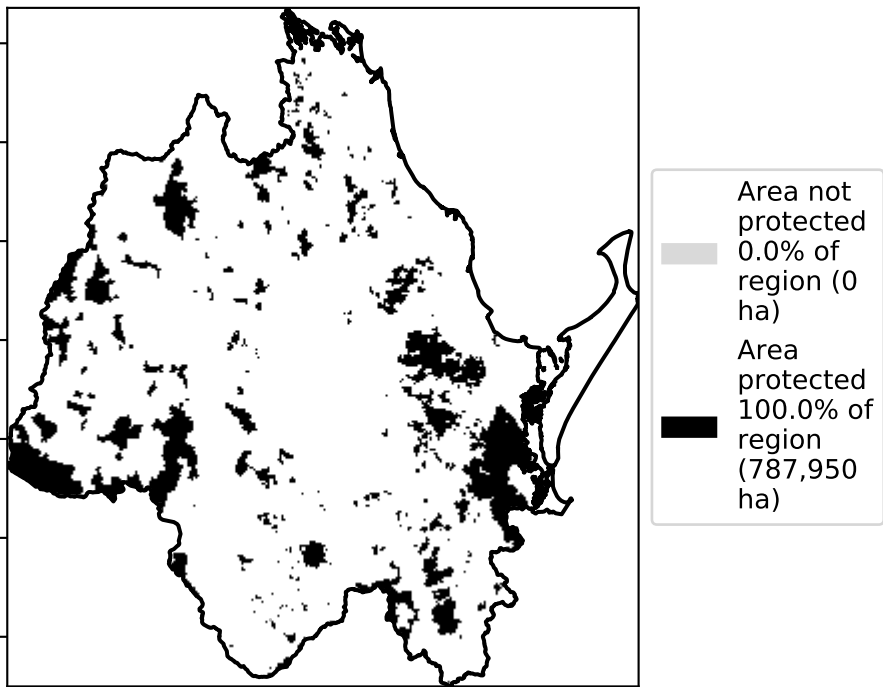 Area not
protected
0.0% of
region (0
ha)
Area
protected
100.0% of
region
(787,950
ha)